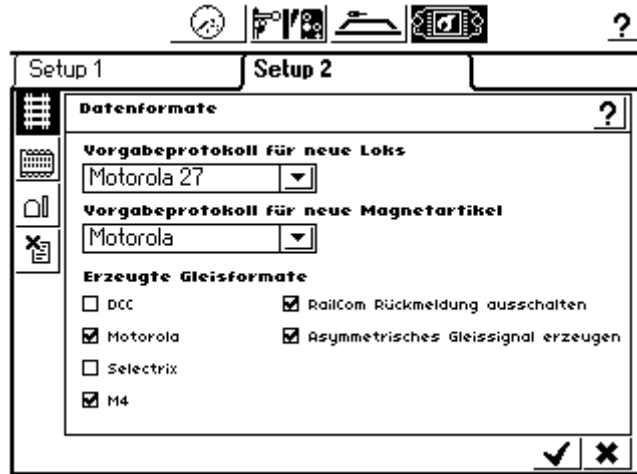 ?
Setup 1 Setup 2
Datenformate ?
Vorgabeprotokoll für neue Loks
Motorola 27
Vorgabeprotokoll für neue Magnetartikel
Motorola
Erzeugte Gleisformate
DCC RailCom Rückmeldung ausschalten
Motorola Asymmetrisches Gleissignal erzeugen
Selectrix
M4